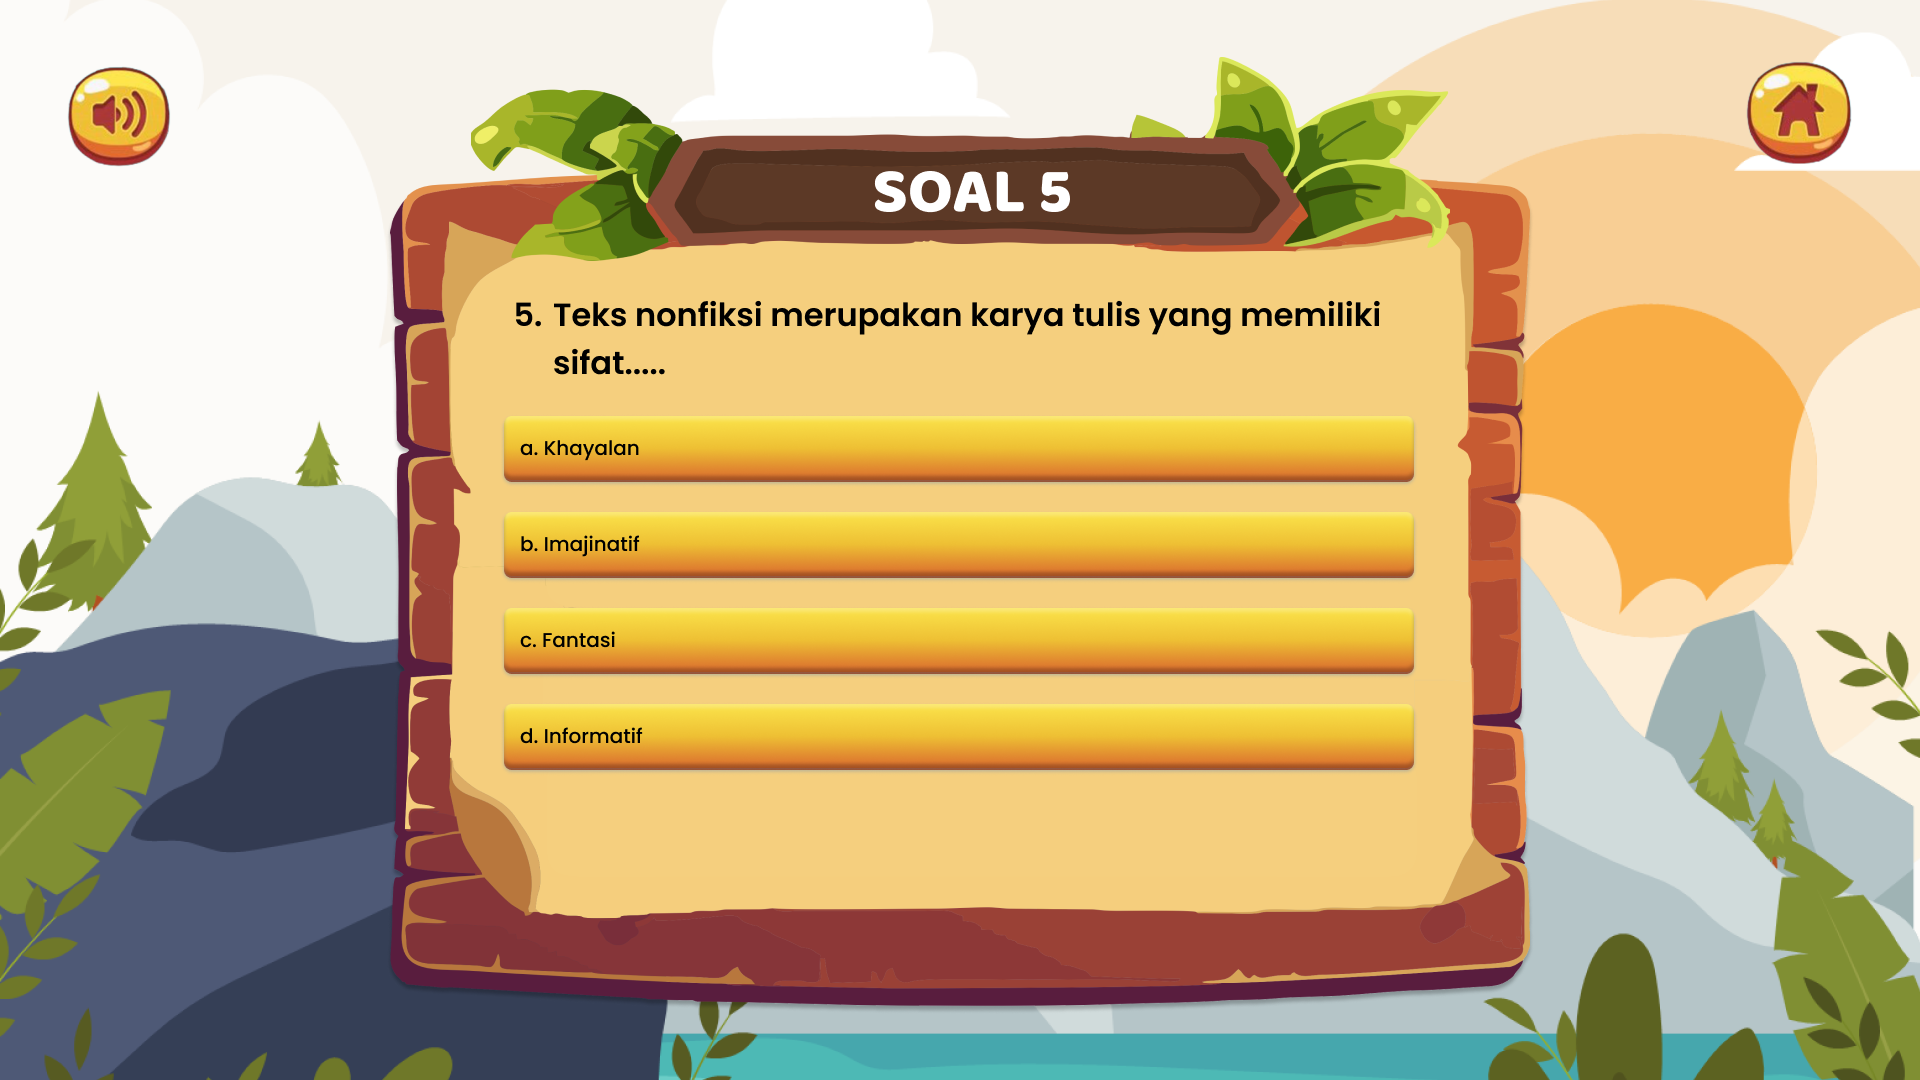 SOAL 5
5. Teks nonfiksi merupakan karya tulis yang memiliki
sifat.....
a. Khayalan
b. Imajinatif
c. Fantasi
d. Informatif